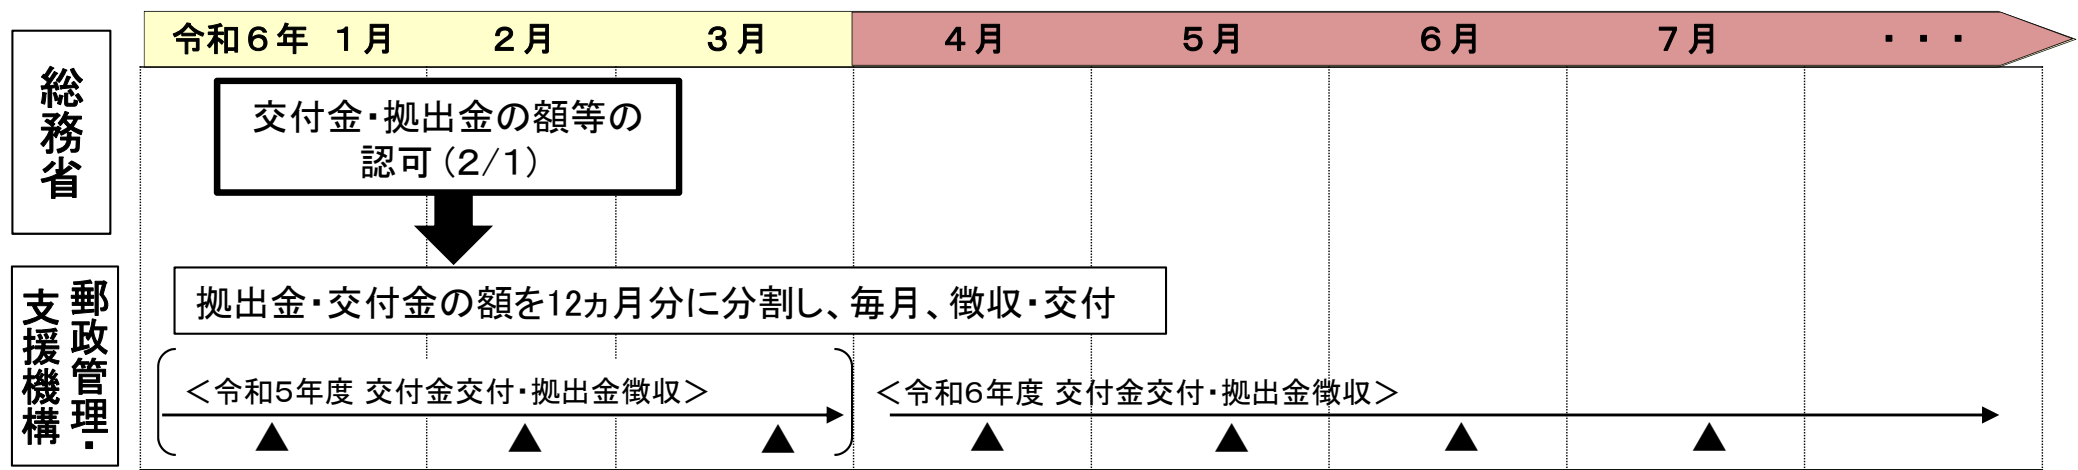 令和６年 １月 ２月 ３月 ４月 ５月 ６月 ７月 ・・・
総務省
交付金・拠出金の額等の
認可（２/１）
郵政管理・
支援機構
拠出金・交付金の額を12ヵ月分に分割し、毎月、徴収・交付
＜令和５年度 交付金交付・拠出金徴収＞
＜令和６年度 交付金交付・拠出金徴収＞